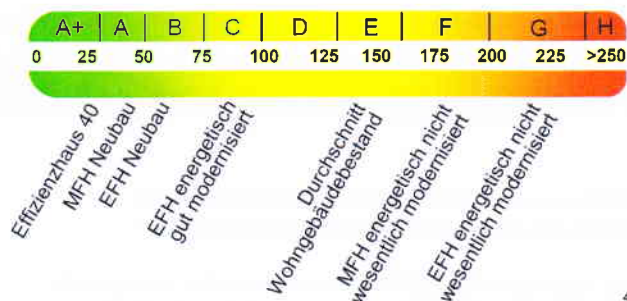 A+ A B C D E F G H
0 25 50 75 100 125 150 175 200 225 >250
Effizienzhaus 40
MFH Neubau
EFH Neubau
EFH energetisch
gut modernisiert
Durchschnitt
Wohngebäudebestand
MFH energetisch nicht
wesentlich modernisiert
EFH energetisch nicht
wesentlich modernisiert